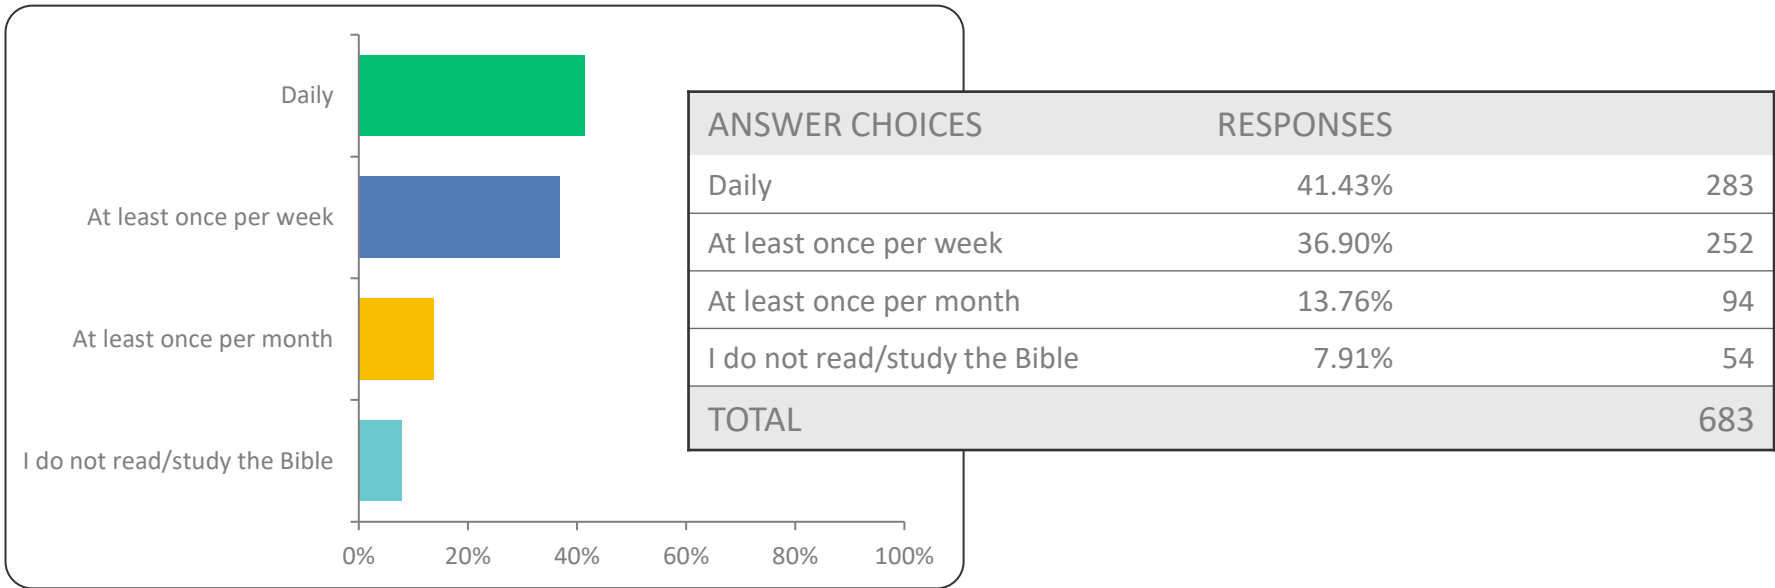 Daily
At least once per week
At least once per month
I do not read/study the Bible
0% 20% 40% 60% 80% 100%
ANSWER CHOICES RESPONSES
Daily 41.43% 283
At least once per week 36.90% 252
At least once per month 13.76% 94
I do not read/study the Bible 7.91% 54
TOTAL 683